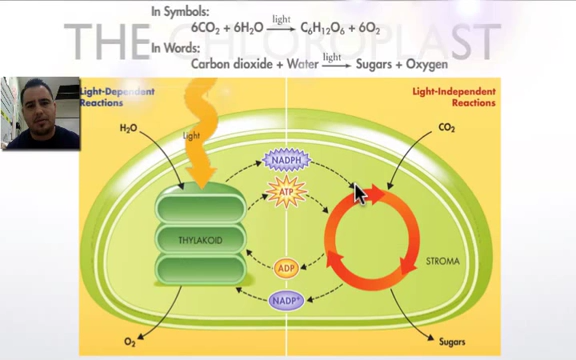 THE CHLOROPLAST
In Symbols:
6CO₂ + 6H₂O light → C₆H₁₂O₆ + 6O₂
In Words:
Carbon dioxide + Water light → Sugars + Oxygen
Light-Dependent
Reactions
Light-Independent
Reactions
H₂O
Light
CO₂
NADPH
ATP
THYLAKOID
STROMA
ADP
NADP⁺
O₂
Sugars